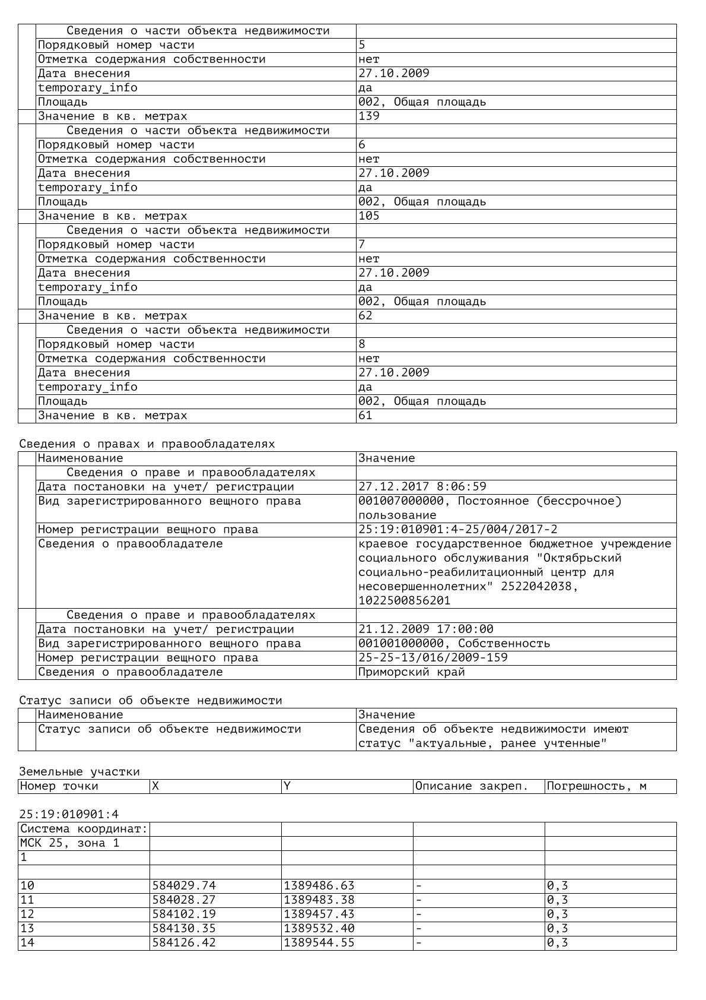 Сведения о части объекта недвижимости
Порядковый номер части 5
Отметка содержания собственности нет
Дата внесения 27.10.2009
temporary_info да
Площадь 002, Общая площадь
Значение в кв. метрах 139
Сведения о части объекта недвижимости
Порядковый номер части 6
Отметка содержания собственности нет
Дата внесения 27.10.2009
temporary_info да
Площадь 002, Общая площадь
Значение в кв. метрах 105
Сведения о части объекта недвижимости
Порядковый номер части 7
Отметка содержания собственности нет
Дата внесения 27.10.2009
temporary_info да
Площадь 002, Общая площадь
Значение в кв. метрах 62
Сведения о части объекта недвижимости
Порядковый номер части 8
Отметка содержания собственности нет
Дата внесения 27.10.2009
temporary_info да
Площадь 002, Общая площадь
Значение в кв. метрах 61
Сведения о правах и правообладателях
Наименование Значение
Сведения о праве и правообладателях
Дата постановки на учет/ регистрации 27.12.2017 8:06:59
Вид зарегистрированного вещного права 001007000000, Постоянное (бессрочное)
пользование
Номер регистрации вещного права 25:19:010901:4-25/004/2017-2
Сведения о правообладателе краевое государственное бюджетное учреждение
социального обслуживания "Октябрьский
социально-реабилитационный центр для
несовершеннолетних" 2522042038,
1022500856201
Сведения о праве и правообладателях
Дата постановки на учет/ регистрации 21.12.2009 17:00:00
Вид зарегистрированного вещного права 001001000000, Собственность
Номер регистрации вещного права 25-25-13/016/2009-159
Сведения о правообладателе Приморский край
Статус записи об объекте недвижимости
Наименование Значение
Статус записи об объекте недвижимости Сведения об объекте недвижимости имеют
статус "актуальные, ранее учтенные"
Земельные участки
Номер точки X Y Описание закреп. Погрешность, м
25:19:010901:4
Система координат:
МСК 25, зона 1
1
10 584029.74 1389486.63 - 0,3
11 584028.27 1389483.38 - 0,3
12 584102.19 1389457.43 - 0,3
13 584130.35 1389532.40 - 0,3
14 584126.42 1389544.55 - 0,3